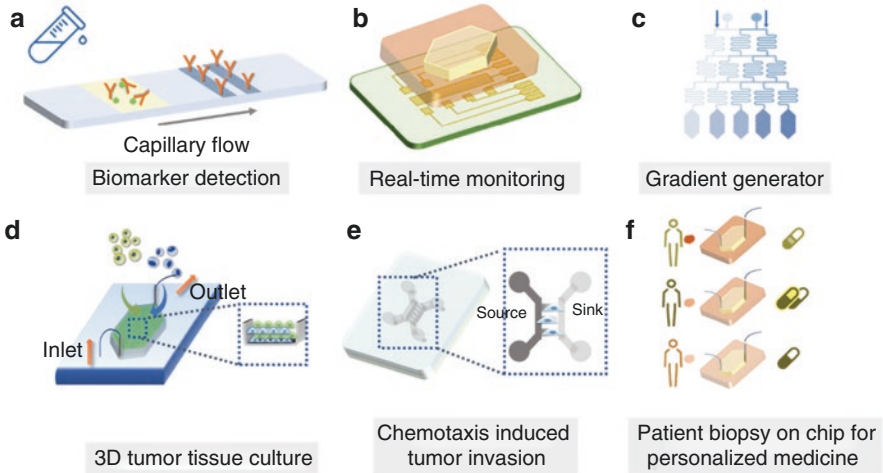 a
b
c
Capillary flow
Biomarker detection
Real-time monitoring
Gradient generator
d
e
f
Outlet
Inlet
Source
Sink
3D tumor tissue culture
Chemotaxis induced
tumor invasion
Patient biopsy on chip for
personalized medicine